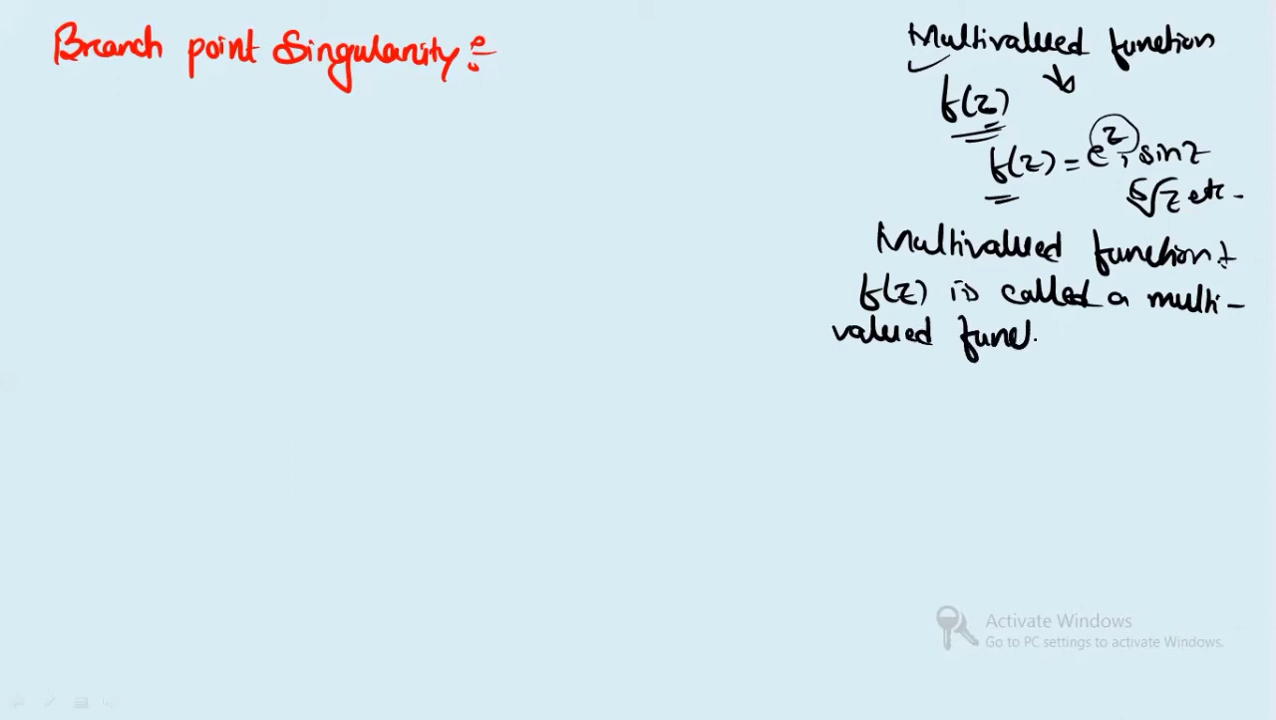 Branch point Singularity :-
Multivalued function
f(z)
f(z) = e^z, sin z
⁵√z etc -
Multivalued function :-
f(z) is called a multi-
valued func
Activate Windows
Go to PC settings to activate Windows.